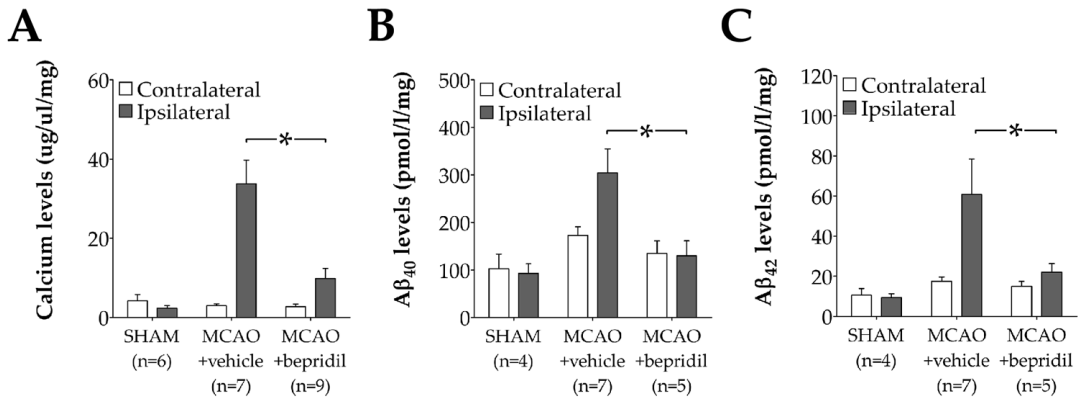 A
Calcium levels (ug/ul/mg)
60
40
20
0
Contralateral
Ipsilateral
*
SHAM
(n=6)
MCAO
+vehicle
(n=7)
MCAO
+bepridil
(n=9)
B
Aβ40 levels (pmol/l/mg)
500
400
300
200
100
0
Contralateral
Ipsilateral
*
SHAM
(n=4)
MCAO
+vehicle
(n=7)
MCAO
+bepridil
(n=5)
C
Aβ42 levels (pmol/l/mg)
120
100
80
60
40
20
0
Contralateral
Ipsilateral
*
SHAM
(n=4)
MCAO
+vehicle
(n=7)
MCAO
+bepridil
(n=5)